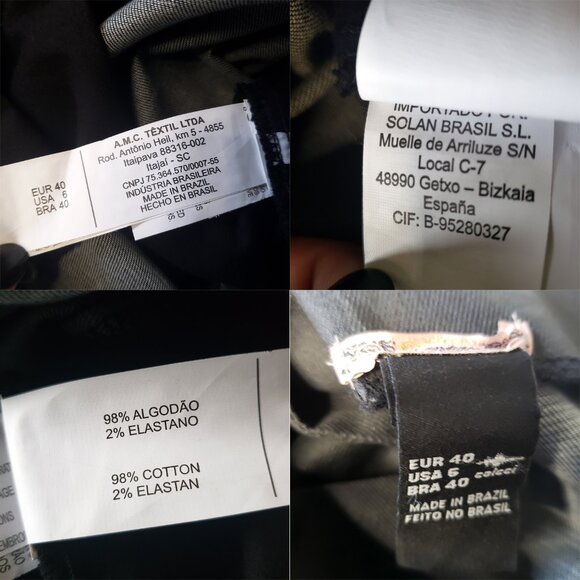 A.M.C. TÊXTIL LTDA
Rod. Antônio Heil, km 5 - 4855
Itaipava 88316-002
Itajaí - SC
CNPJ 75.364.570/0007-55
INDÚSTRIA BRASILEIRA
MADE IN BRAZIL
HECHO EN BRASIL
EUR 40
USA 6
BRA 40
IMPORTADO POR:
SOLAN BRASIL S.L.
Muelle de Arriluze S/N
Local C-7
48990 Getxo – Bizkaia
España
CIF: B-95280327
98% ALGODÃO
2% ELASTANO
98% COTTON
2% ELASTAN
EUR 40
USA 6 colcci
BRA 40
MADE IN BRAZIL
FEITO NO BRASIL